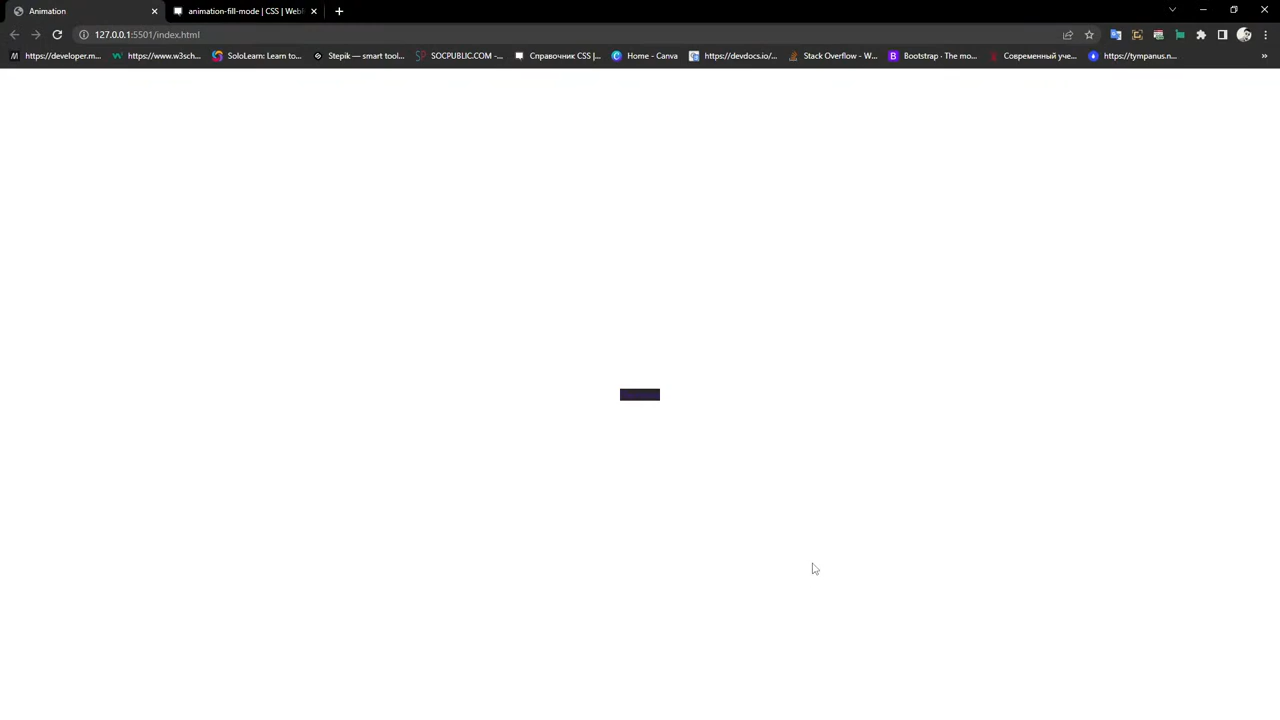 Animation
animation-fill-mode | CSS | WebR
127.0.0.1:5501/index.html
https://developer.m... https://www.w3sch... SoloLearn: Learn to... Stepik — smart tool... SOCPUBLIC.COM -... Справочник CSS |... Home - Canva https://devdocs.io/... Stack Overflow - W... Bootstrap · The mo... Современный уче... https://tympanus.n...